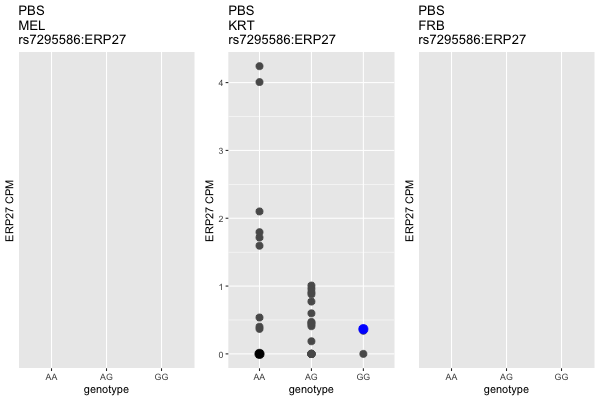 PBS
MEL
rs7295586:ERP27
ERP27 CPM
AA AG GG
genotype
PBS
KRT
rs7295586:ERP27
ERP27 CPM
4
3
2
1
0
AA AG GG
genotype
PBS
FRB
rs7295586:ERP27
ERP27 CPM
AA AG GG
genotype